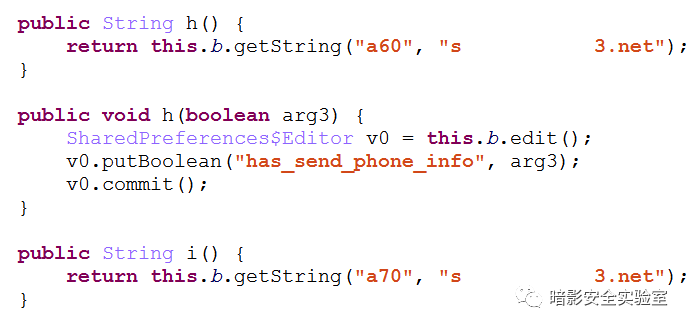 public String h() {
    return this.b.getString("a60", "s 3.net");
}
public void h(boolean arg3) {
    SharedPreferences$Editor v0 = this.b.edit();
    v0.putBoolean("has_send_phone_info", arg3);
    v0.commit();
}
public String i() {
    return this.b.getString("a70", "s 3.net");
}
暗影安全实验室